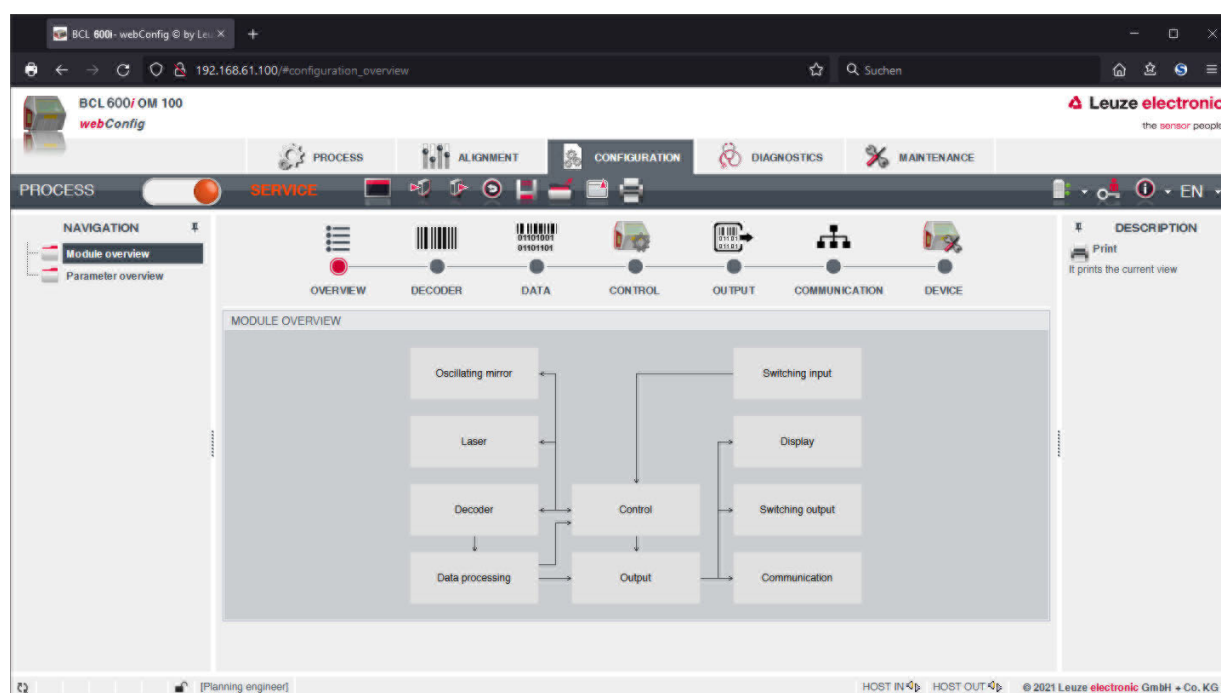 BCL 600i - webConfig © by Leu
192.168.61.100/#configuration_overview
Suchen
BCL 600i OM 100
webConfig
Leuze electronic
the sensor people
PROCESS ALIGNMENT CONFIGURATION DIAGNOSTICS MAINTENANCE
PROCESS SERVICE EN
NAVIGATION
Module overview
Parameter overview
01101001
01101101
OVERVIEW DECODER DATA CONTROL OUTPUT COMMUNICATION DEVICE
DESCRIPTION
Print
It prints the current view
MODULE OVERVIEW
Oscillating mirror Switching input
Laser Display
Decoder Control Switching output
Data processing Output Communication
[Planning engineer] HOST IN HOST OUT © 2021 Leuze electronic GmbH + Co. KG